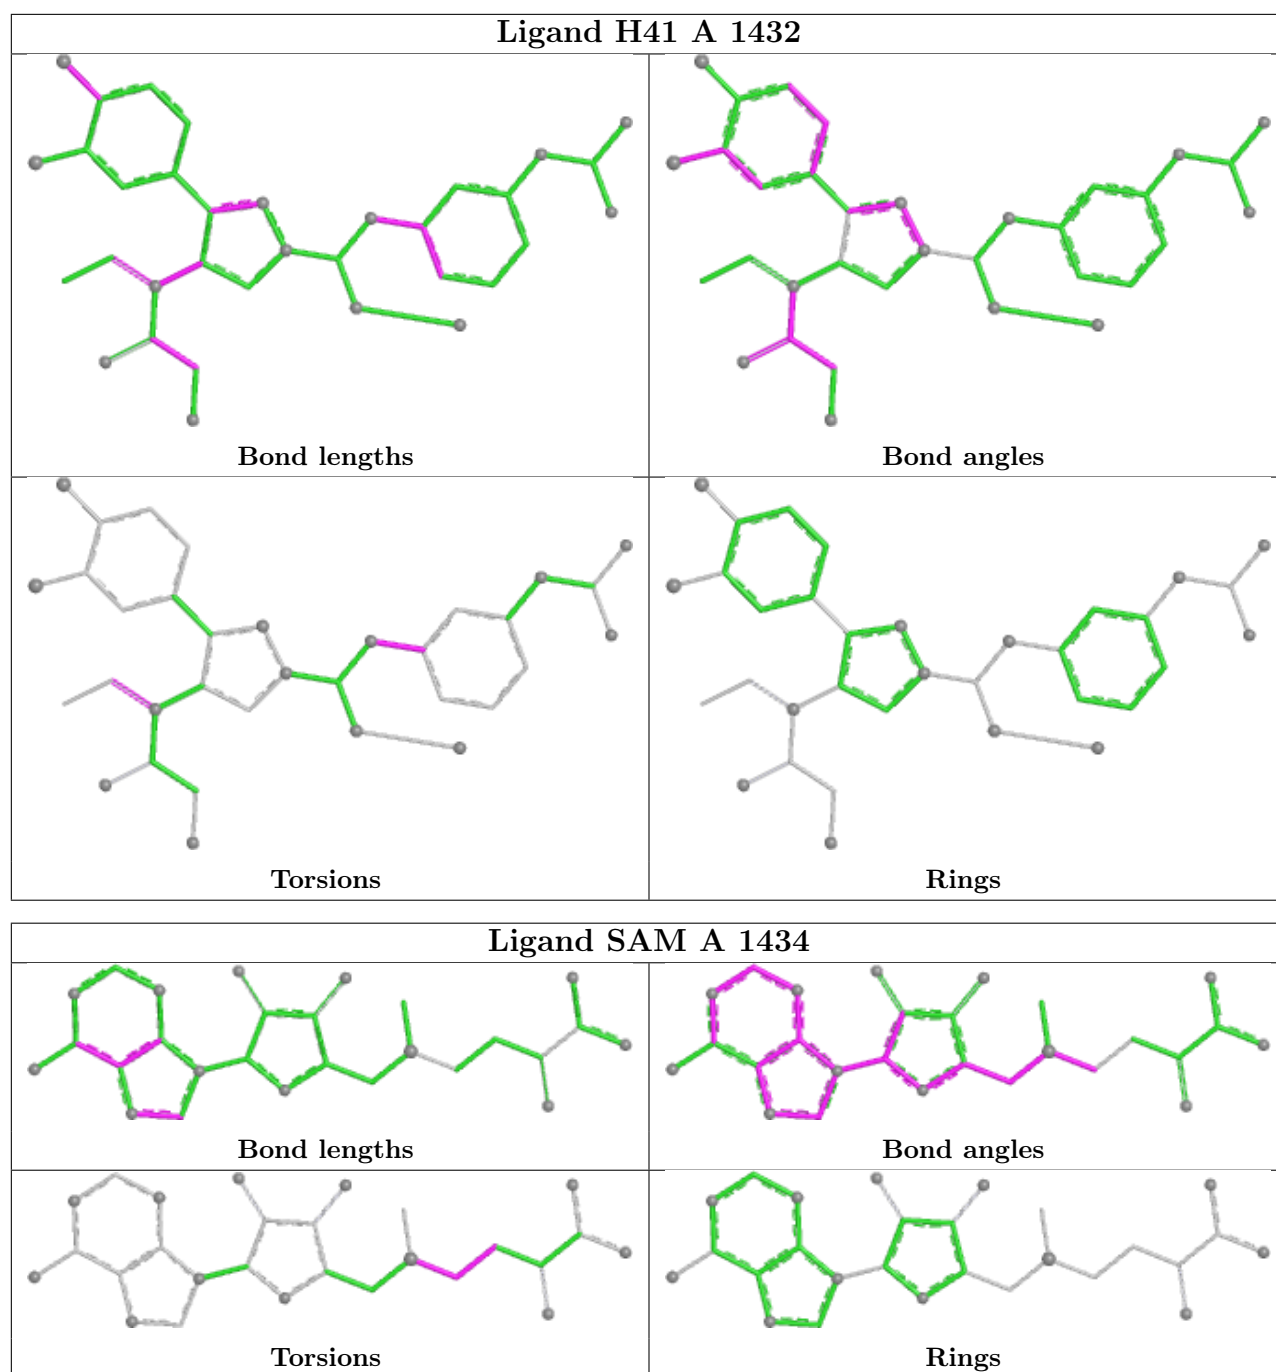 Ligand H41 A 1432
Bond lengths
Bond angles
Torsions
Rings
Ligand SAM A 1434
Bond lengths
Bond angles
Torsions
Rings